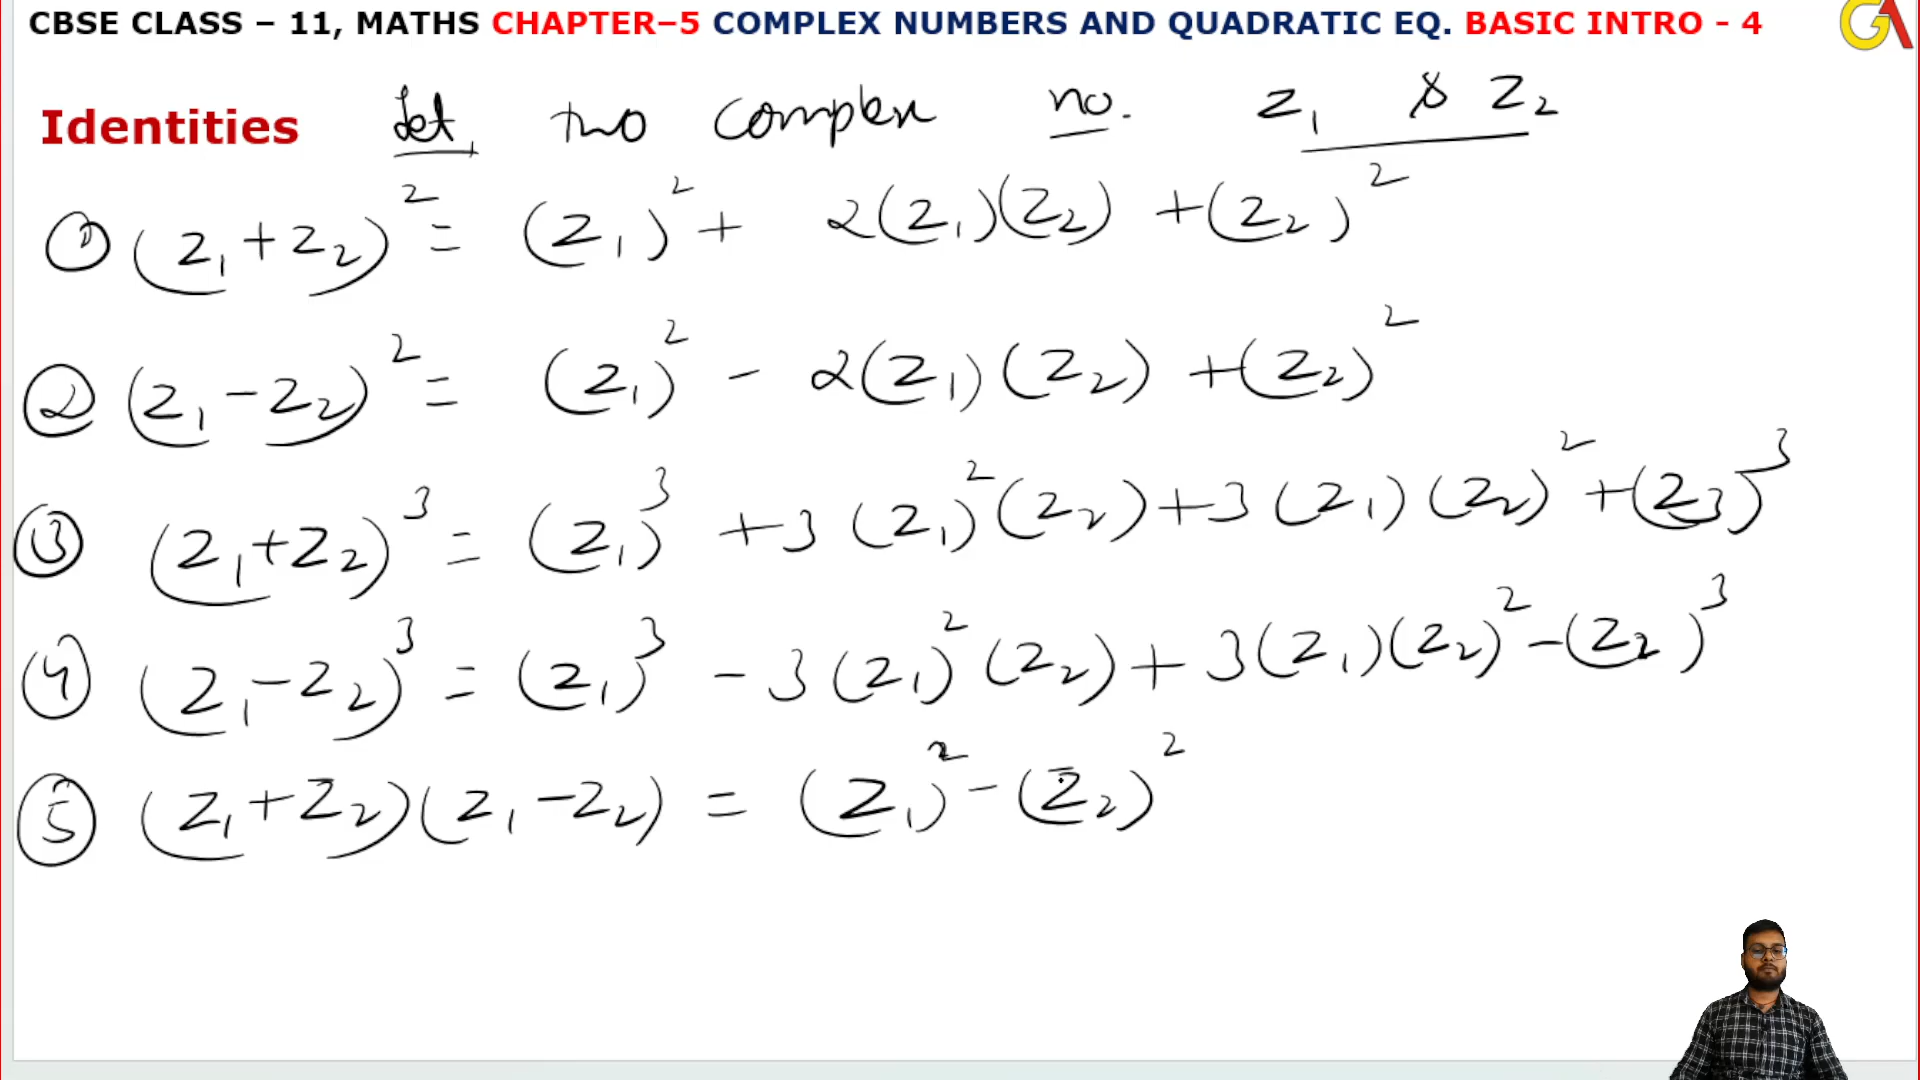 CBSE CLASS – 11, MATHS CHAPTER–5 COMPLEX NUMBERS AND QUADRATIC EQ. BASIC INTRO - 4
GA
Identities Let, two complex no. z₁ & z₂
① (z₁+z₂)² = (z₁)² + 2(z₁)(z₂) +(z₂)²
② (z₁-z₂)² = (z₁)² - 2(z₁)(z₂) +(z₂)²
③ (z₁+z₂)³ = (z₁)³ +3(z₁)²(z₂)+3(z₁)(z₂)²+(z₃)³
④ (z₁-z₂)³ = (z₁)³ -3(z₁)²(z₂)+3(z₁)(z₂)²-(z₂)³
⑤ (z₁+z₂)(z₁-z₂) = (z₁)²-(z₂)²